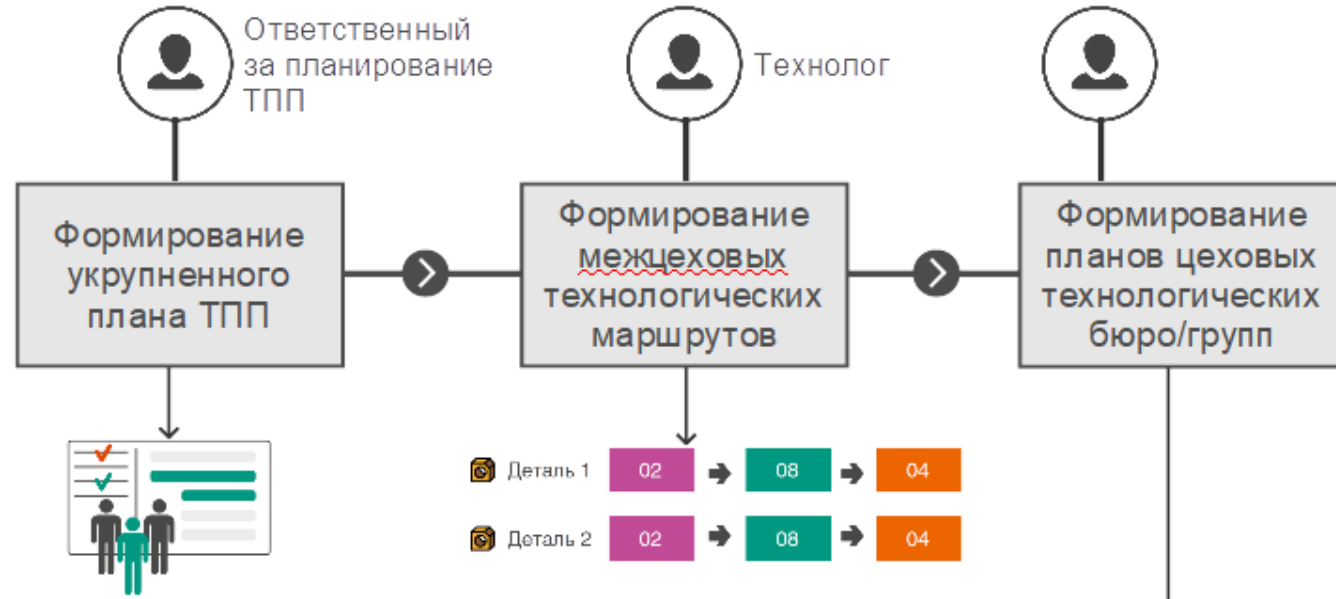 Ответственный
за планирование
ТПП
Технолог
Формирование
укрупненного
плана ТПП
Формирование
межцеховых
технологических
маршрутов
Формирование
планов цеховых
технологических
бюро/групп
Деталь 1 02 08 04
Деталь 2 02 08 04